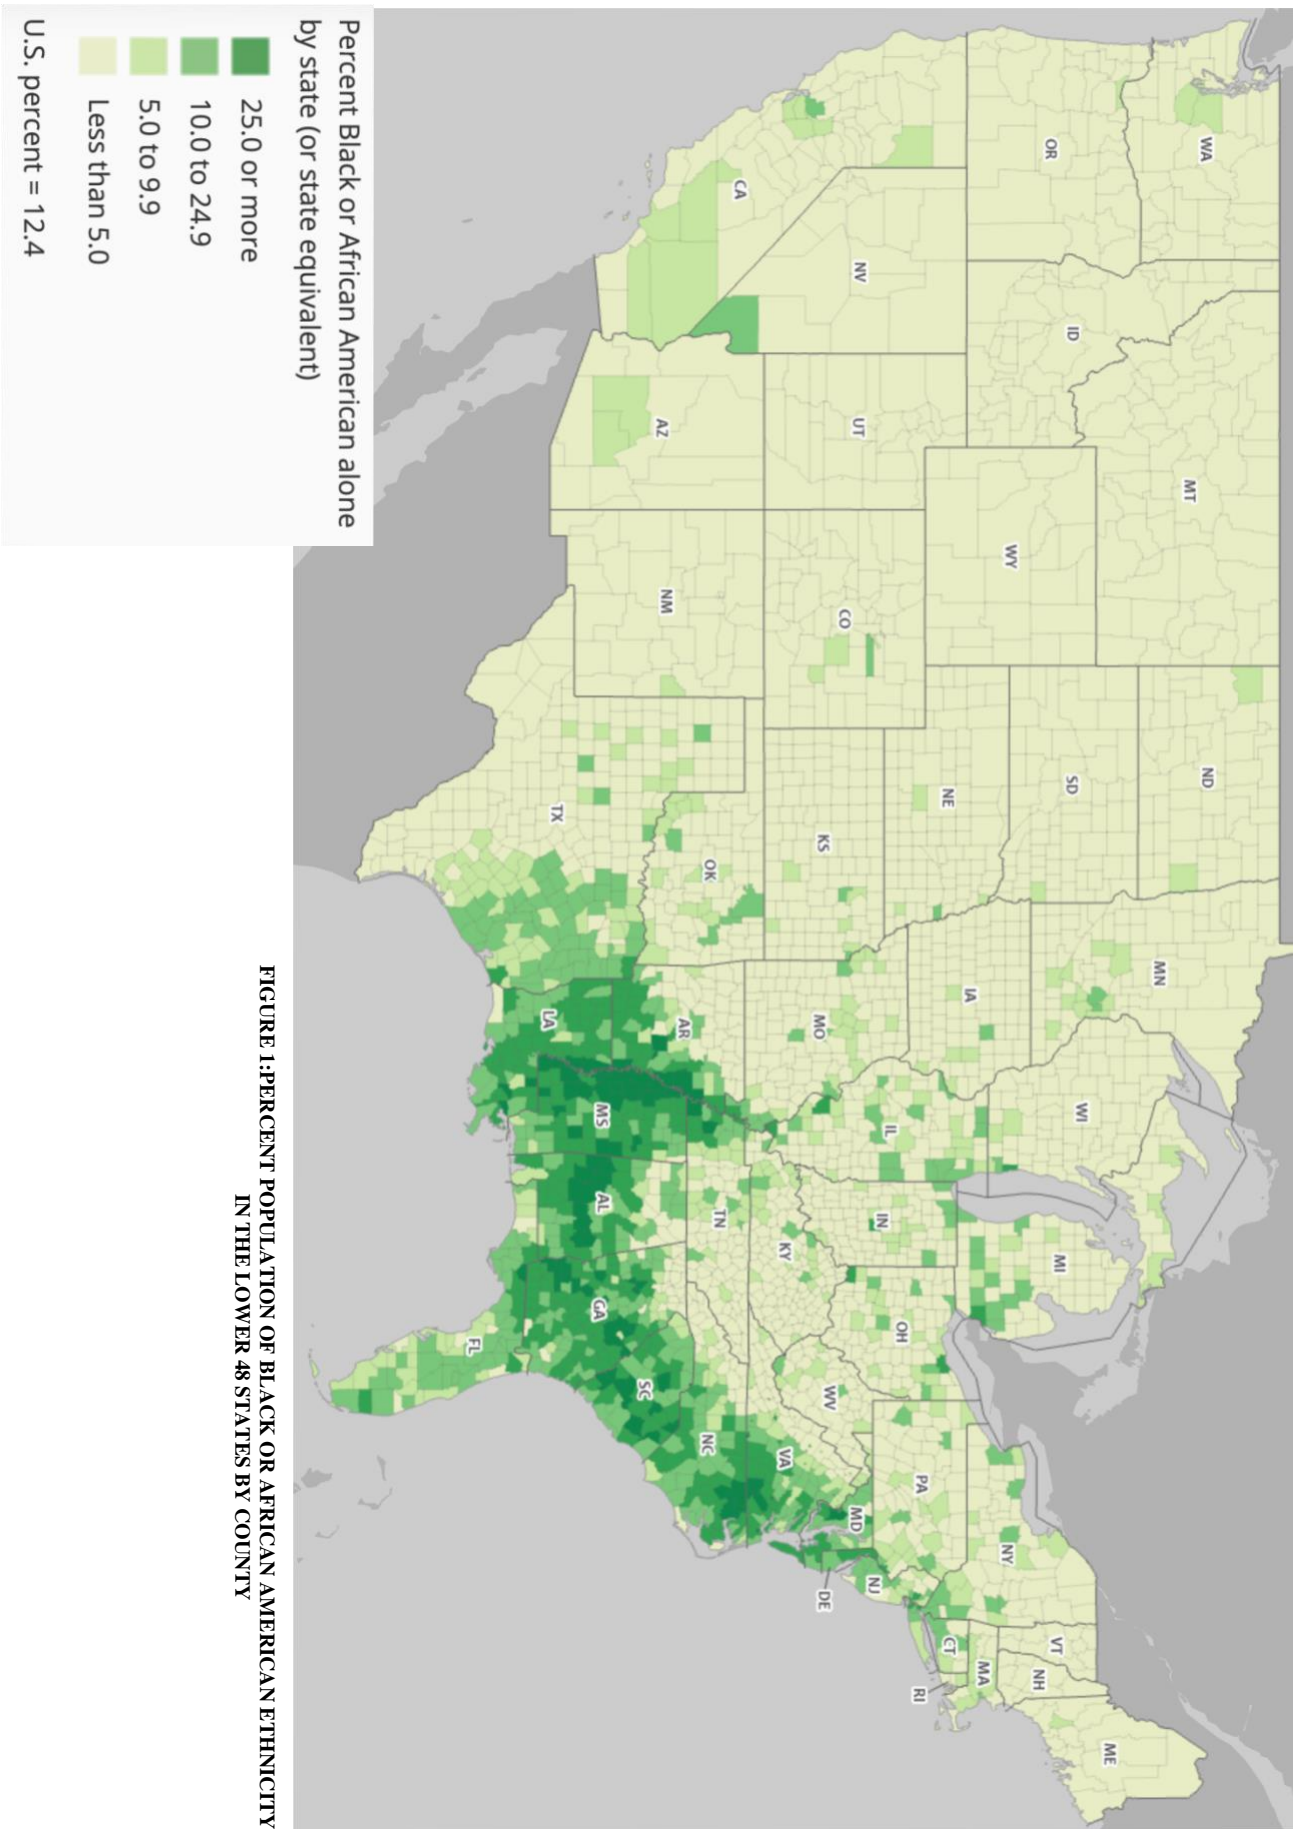 WA
OR
CA
NV
ID
MT
WY
UT
AZ
NM
CO
ND
SD
NE
KS
OK
TX
MN
IA
MO
AR
LA
WI
IL
MS
MI
IN
OH
KY
TN
AL
GA
FL
SC
NC
VA
WV
PA
MD
DE
NJ
NY
CT
RI
MA
VT
NH
ME
Percent Black or African American alone
by state (or state equivalent)
25.0 or more
10.0 to 24.9
5.0 to 9.9
Less than 5.0
U.S. percent = 12.4
FIGURE 1:PERCENT POPULATION OF BLACK OR AFRICAN AMERICAN ETHNICITY
IN THE LOWER 48 STATES BY COUNTY